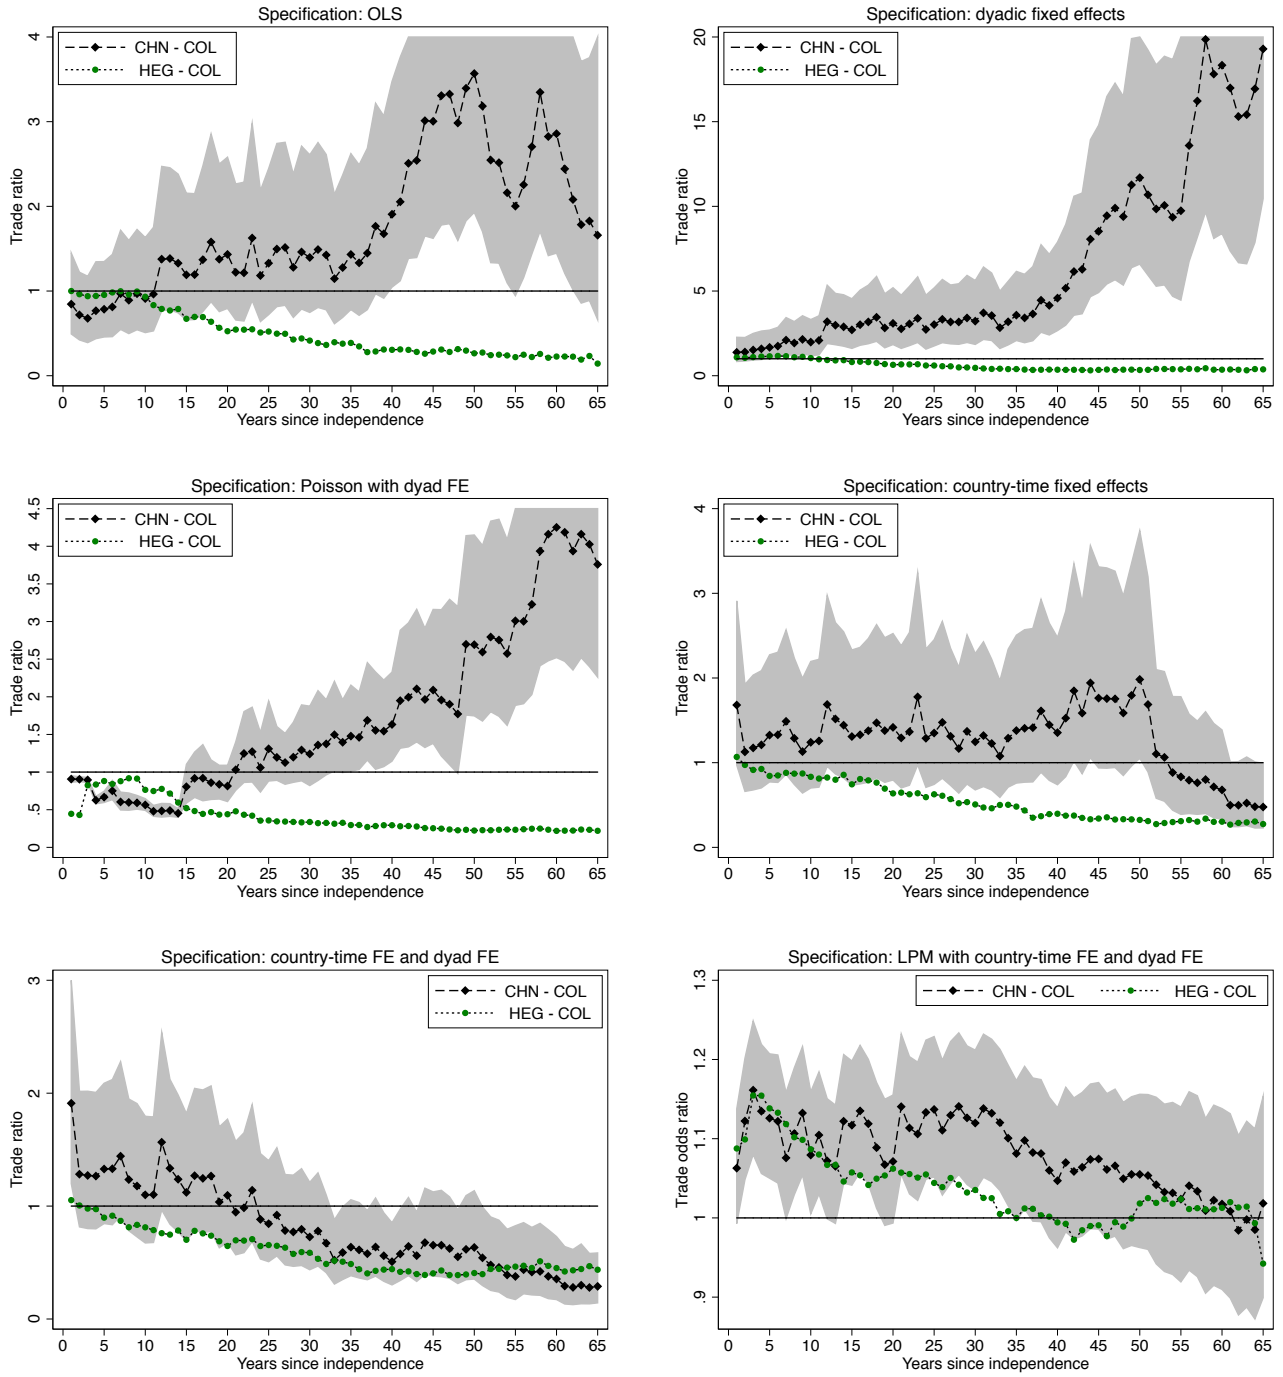 Specification: OLS
CHN - COL
HEG - COL
Trade ratio
4
3
2
1
0
0 5 10 15 20 25 30 35 40 45 50 55 60 65
Years since independence
Specification: dyadic fixed effects
CHN - COL
HEG - COL
Trade ratio
20
15
10
5
0
0 5 10 15 20 25 30 35 40 45 50 55 60 65
Years since independence
Specification: Poisson with dyad FE
CHN - COL
HEG - COL
Trade ratio
4.5
4
3.5
3
2.5
2
1.5
1
.5
0
0 5 10 15 20 25 30 35 40 45 50 55 60 65
Years since independence
Specification: country-time fixed effects
CHN - COL
HEG - COL
Trade ratio
4
3
2
1
0
0 5 10 15 20 25 30 35 40 45 50 55 60 65
Years since independence
Specification: country-time FE and dyad FE
CHN - COL
HEG - COL
Trade ratio
3
2
1
0
0 5 10 15 20 25 30 35 40 45 50 55 60 65
Years since independence
Specification: LPM with country-time FE and dyad FE
CHN - COL HEG - COL
Trade odds ratio
1.3
1.2
1.1
1
.9
0 5 10 15 20 25 30 35 40 45 50 55 60 65
Years since independence